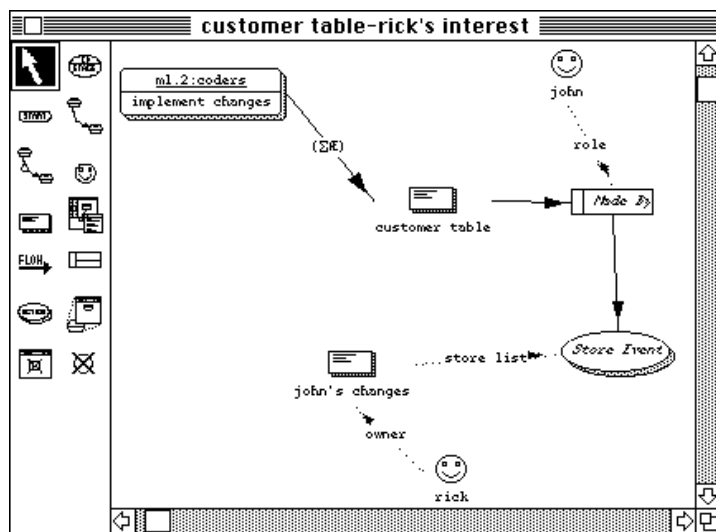 customer table-rick's interest
START
FLOW
ACTION
m1.2:coders
implement changes
(∑Æ)
john
role
customer table
Made By
store list
Store Event
john's changes
owner
rick